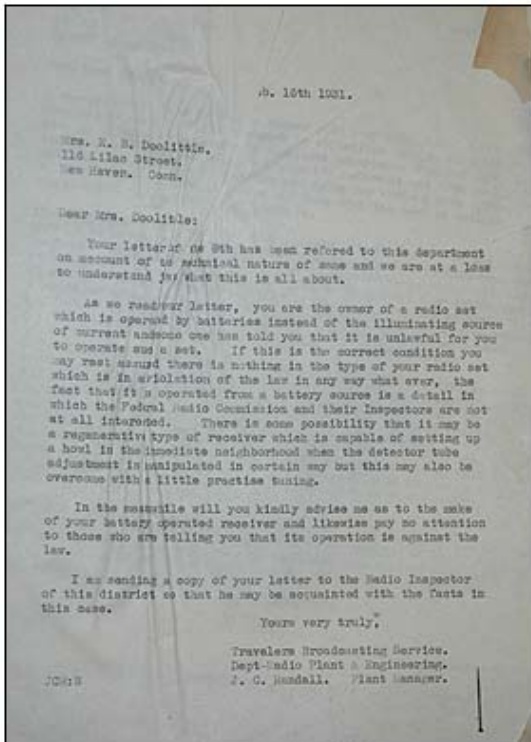 b. 16th 1931.
Mrs. H. B. Doolittle,
116 Lilac Street.
New Haven. Conn.
Dear Mrs. Doolittle:
Your letter of the 9th has been refered to this department
on account of technical nature of same and we are at a loss
to understand what this is all about.
As we read your letter, you are the owner of a radio set
which is operated by batteries instead of the illuminating source
of current and some one has told you that it is unlawful for you
to operate such a set. If this is the correct condition you
may rest assured there is nothing in the type of your radio set
which is in violation of the law in any way what ever, the
fact that it is operated from a battery source is a detail in
which the Federal Radio Commission and their Inspectors are not
at all interested. There is some possibility that it may be
a regenerative type of receiver which is capable of setting up
a howl in the immediate neighborhood when the detector tube
adjustment is manipulated in certain way but this may also be
overcome with a little practise tuning.
In the meanwhile will you kindly advise me as to the make
of your battery operated receiver and likewise pay no attention
to those who are telling you that its operation is against the
law.
I am sending a copy of your letter to the Radio Inspector
of this district so that he may be acquainted with the facts in
this case.
Yours very truly,
Travelers Broadcasting Service.
Dept-Radio Plant & Engineering.
J. C. Randall. Plant Manager.